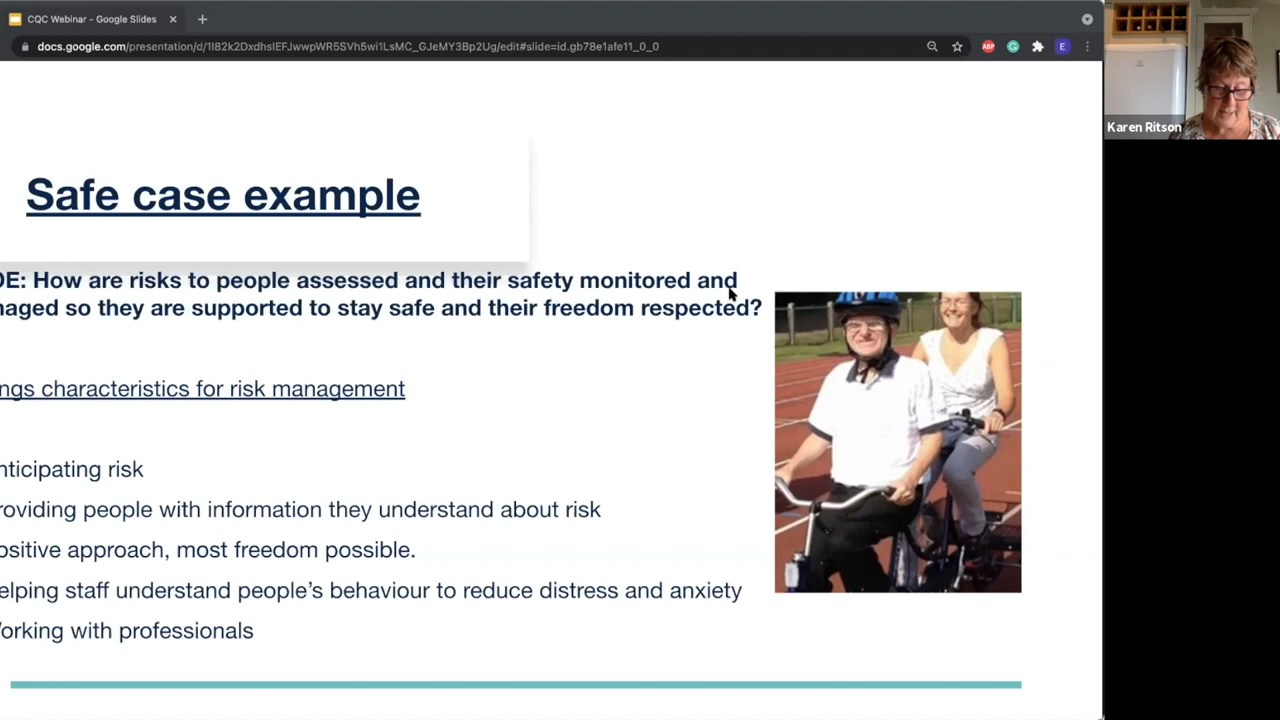 CQC Webinar - Google Slides
docs.google.com/presentation/d/1I82k2DxdhsIEFJwwpWR5SVh5wi1LsMC_GJeMY3Bp2Ug/edit#slide=id.gb78e1afe11_0_0
ABP
E
Karen Ritson
Safe case example
OE: How are risks to people assessed and their safety monitored and
naged so they are supported to stay safe and their freedom respected?
ngs characteristics for risk management
nticipating risk
roviding people with information they understand about risk
ositive approach, most freedom possible.
elping staff understand people's behaviour to reduce distress and anxiety
orking with professionals